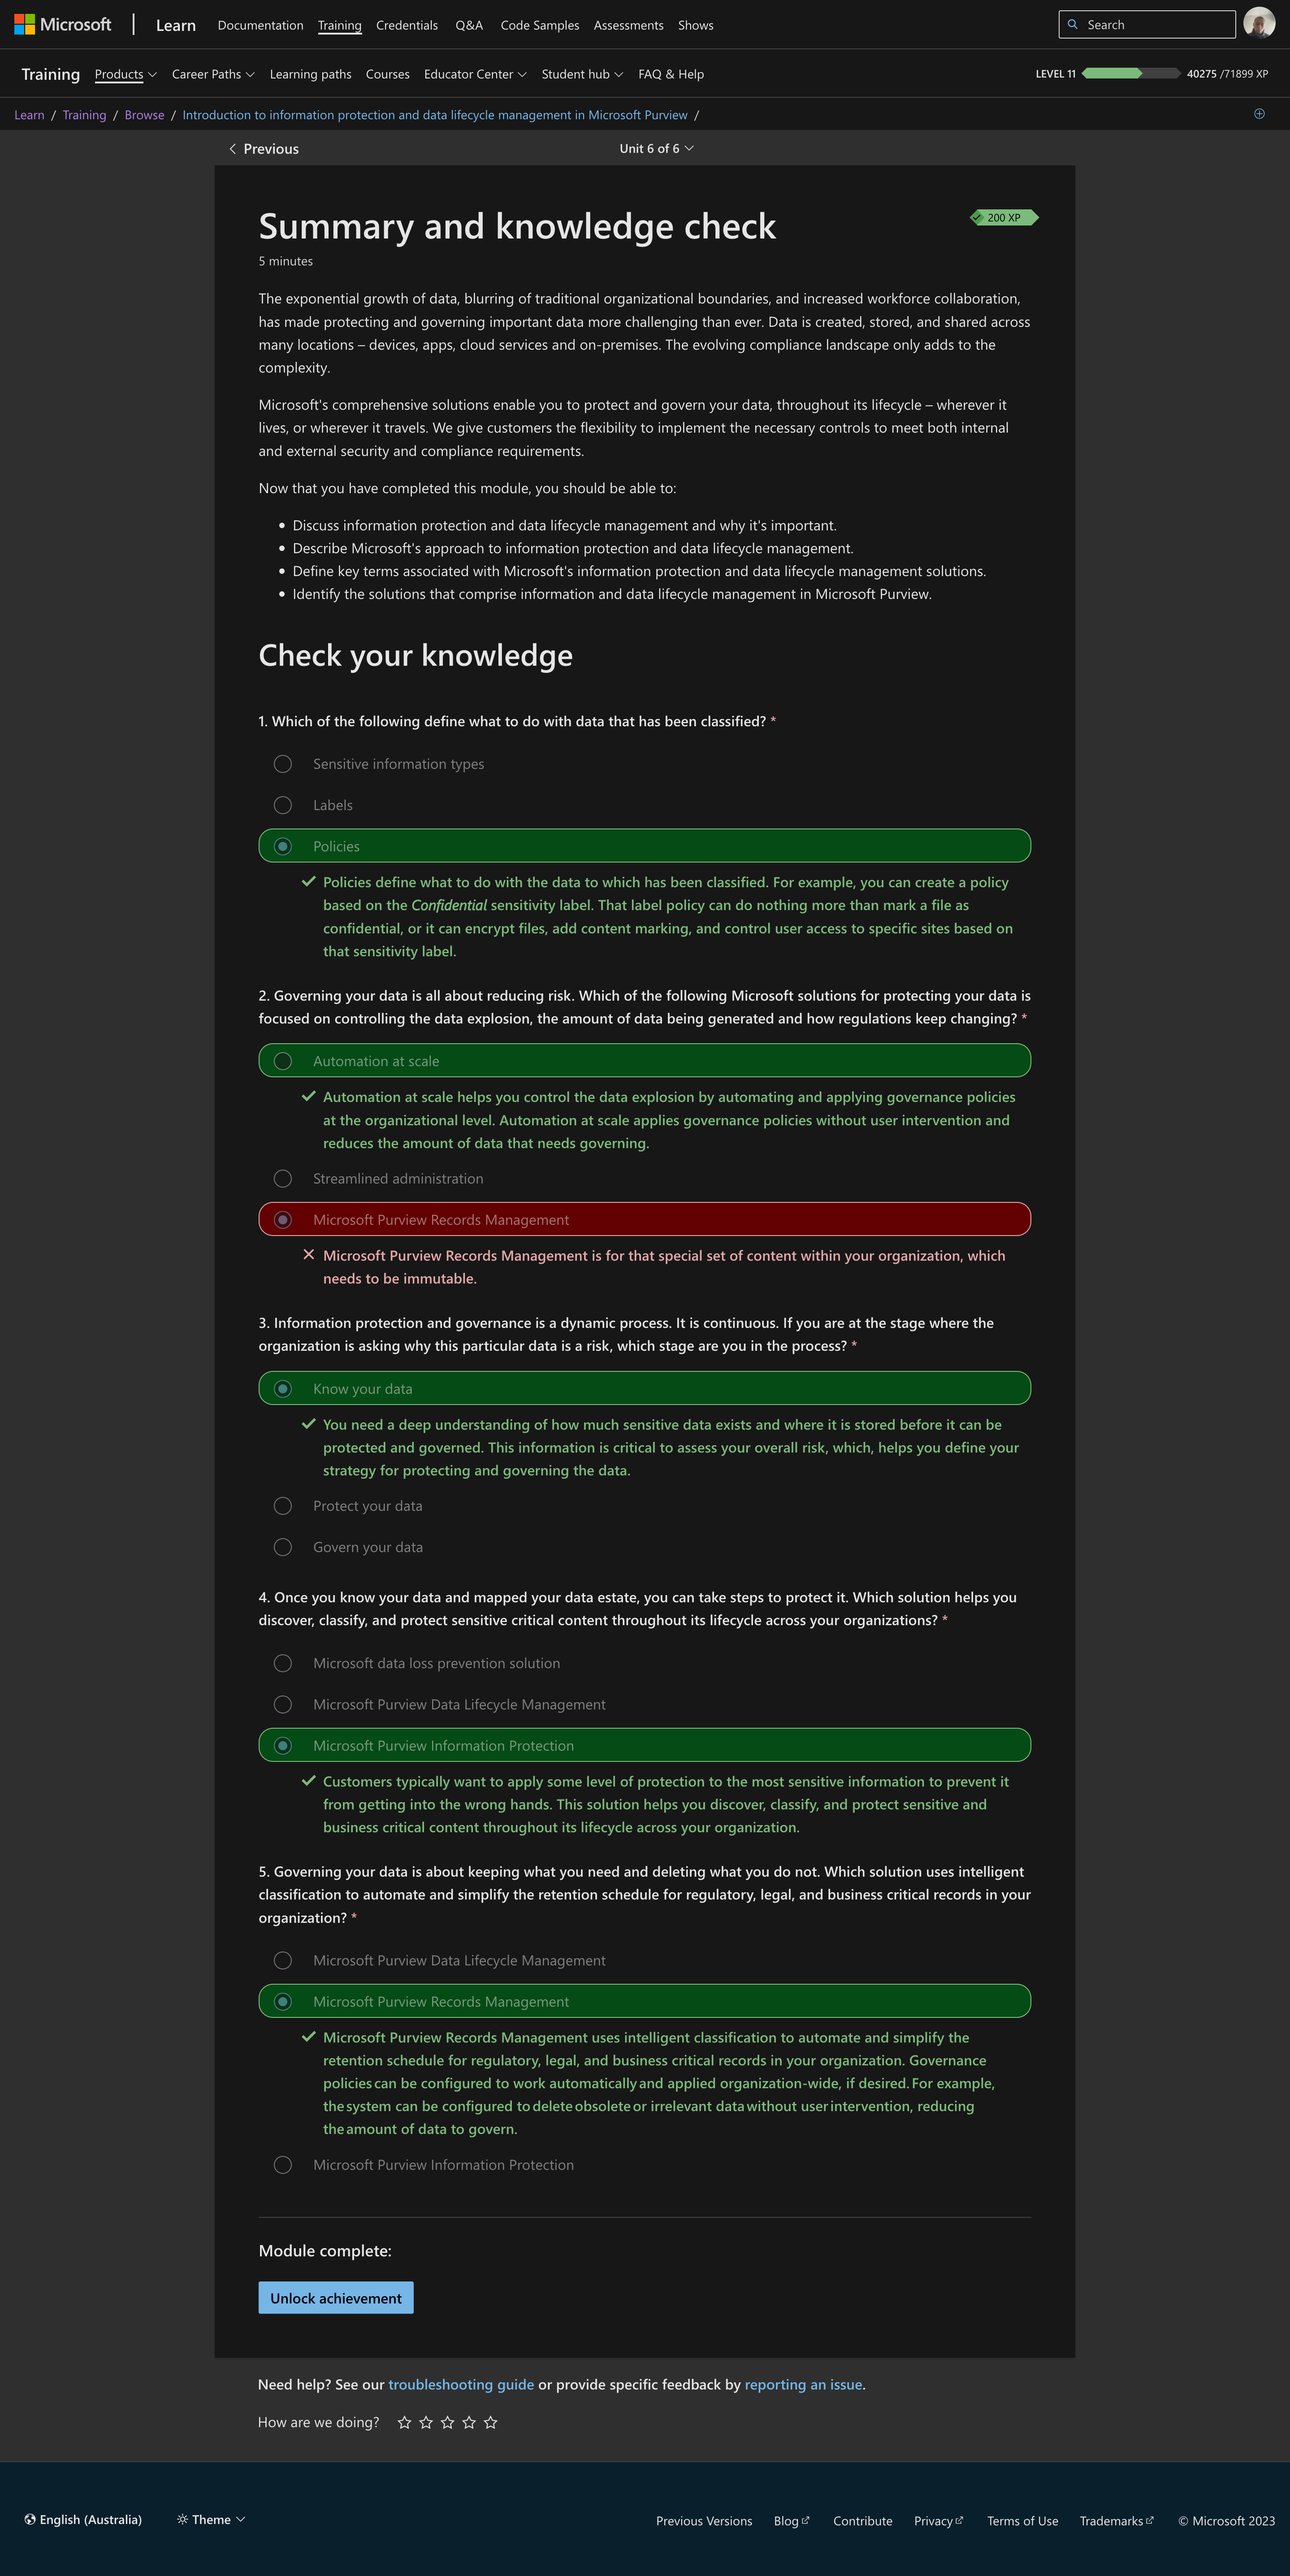 Microsoft Learn Documentation Training Credentials Q&A Code Samples Assessments Shows Search
Training Products Career Paths Learning paths Courses Educator Center Student hub FAQ & Help LEVEL 11 40275 /71899 XP
Learn / Training / Browse / Introduction to information protection and data lifecycle management in Microsoft Purview /
Previous Unit 6 of 6
Summary and knowledge check
200 XP
5 minutes
The exponential growth of data, blurring of traditional organizational boundaries, and increased workforce collaboration,
has made protecting and governing important data more challenging than ever. Data is created, stored, and shared across
many locations – devices, apps, cloud services and on-premises. The evolving compliance landscape only adds to the
complexity.
Microsoft's comprehensive solutions enable you to protect and govern your data, throughout its lifecycle – wherever it
lives, or wherever it travels. We give customers the flexibility to implement the necessary controls to meet both internal
and external security and compliance requirements.
Now that you have completed this module, you should be able to:
• Discuss information protection and data lifecycle management and why it's important.
• Describe Microsoft's approach to information protection and data lifecycle management.
• Define key terms associated with Microsoft's information protection and data lifecycle management solutions.
• Identify the solutions that comprise information and data lifecycle management in Microsoft Purview.
Check your knowledge
1. Which of the following define what to do with data that has been classified? *
Sensitive information types
Labels
Policies
Policies define what to do with the data to which has been classified. For example, you can create a policy
based on the Confidential sensitivity label. That label policy can do nothing more than mark a file as
confidential, or it can encrypt files, add content marking, and control user access to specific sites based on
that sensitivity label.
2. Governing your data is all about reducing risk. Which of the following Microsoft solutions for protecting your data is
focused on controlling the data explosion, the amount of data being generated and how regulations keep changing? *
Automation at scale
Automation at scale helps you control the data explosion by automating and applying governance policies
at the organizational level. Automation at scale applies governance policies without user intervention and
reduces the amount of data that needs governing.
Streamlined administration
Microsoft Purview Records Management
Microsoft Purview Records Management is for that special set of content within your organization, which
needs to be immutable.
3. Information protection and governance is a dynamic process. It is continuous. If you are at the stage where the
organization is asking why this particular data is a risk, which stage are you in the process? *
Know your data
You need a deep understanding of how much sensitive data exists and where it is stored before it can be
protected and governed. This information is critical to assess your overall risk, which, helps you define your
strategy for protecting and governing the data.
Protect your data
Govern your data
4. Once you know your data and mapped your data estate, you can take steps to protect it. Which solution helps you
discover, classify, and protect sensitive critical content throughout its lifecycle across your organizations? *
Microsoft data loss prevention solution
Microsoft Purview Data Lifecycle Management
Microsoft Purview Information Protection
Customers typically want to apply some level of protection to the most sensitive information to prevent it
from getting into the wrong hands. This solution helps you discover, classify, and protect sensitive and
business critical content throughout its lifecycle across your organization.
5. Governing your data is about keeping what you need and deleting what you do not. Which solution uses intelligent
classification to automate and simplify the retention schedule for regulatory, legal, and business critical records in your
organization? *
Microsoft Purview Data Lifecycle Management
Microsoft Purview Records Management
Microsoft Purview Records Management uses intelligent classification to automate and simplify the
retention schedule for regulatory, legal, and business critical records in your organization. Governance
policies can be configured to work automatically and applied organization-wide, if desired. For example,
the system can be configured to delete obsolete or irrelevant data without user intervention, reducing
the amount of data to govern.
Microsoft Purview Information Protection
Module complete:
Unlock achievement
Need help? See our troubleshooting guide or provide specific feedback by reporting an issue.
How are we doing?
English (Australia) Theme Previous Versions Blog Contribute Privacy Terms of Use Trademarks © Microsoft 2023